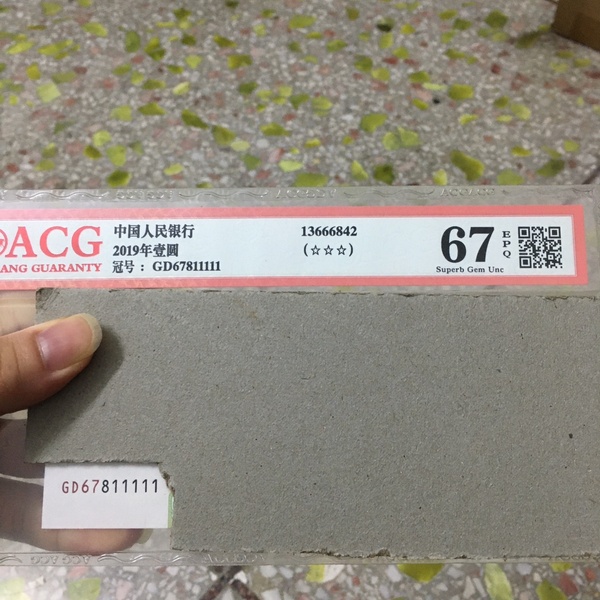 ACG
ANG GUARANTY
中国人民银行
2019年壹圆
冠号：GD67811111
13666842
(☆☆☆)
67
EPQ
Superb Gem Unc
GD67811111